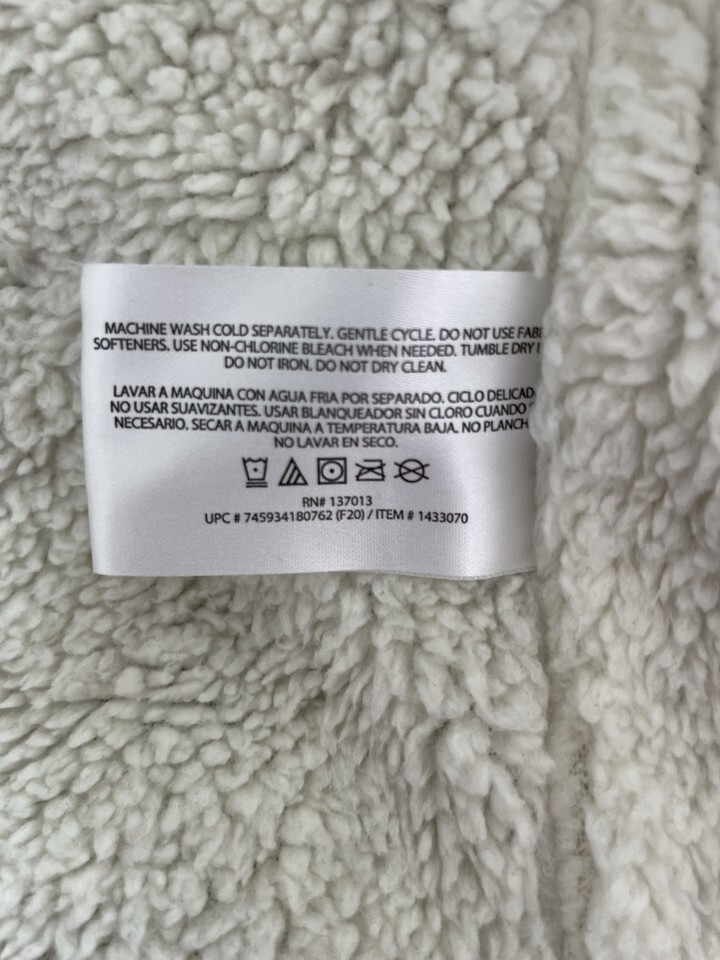 MACHINE WASH COLD SEPARATELY. GENTLE CYCLE. DO NOT USE
SOFTENERS. USE NON-CHLORINE BLEACH WHEN NEEDED. TUMBLE DRY
DO NOT IRON. DO NOT DRY CLEAN.
LAVAR A MAQUINA CON AGUA FRIA POR SEPARADO. CICLO
NO USAR SUAVIZANTES. USAR BLANQUEADOR SIN CLORO CUANDO
NECESARIO. SECAR A MAQUINA A TEMPERATURA BAJA. NO
NO LAVAR EN SECO.
RN# 137013
UPC # 745934180762 (F20) / ITEM # 1433070